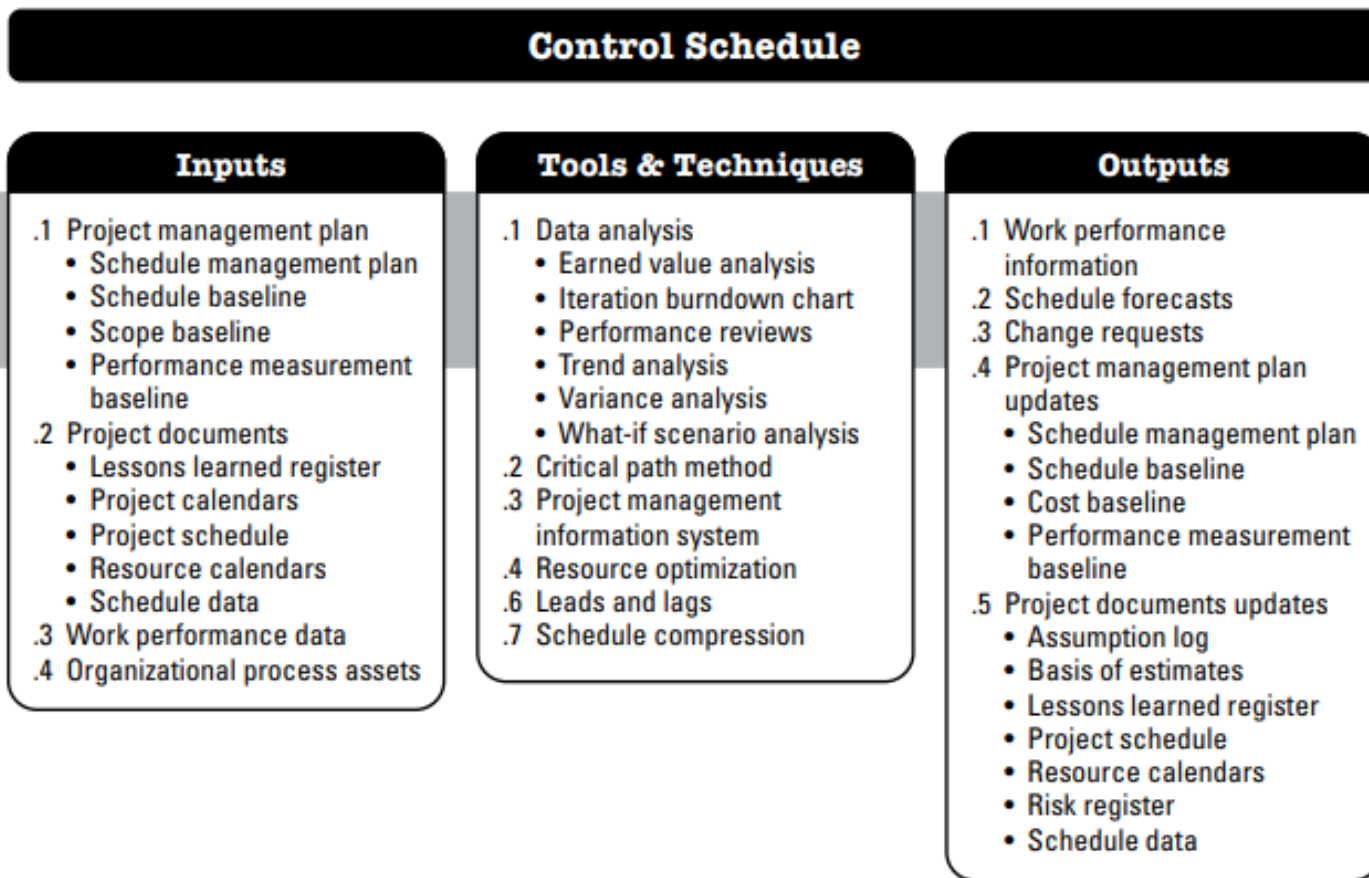 Control Schedule
Inputs
.1 Project management plan
• Schedule management plan
• Schedule baseline
• Scope baseline
• Performance measurement
baseline
.2 Project documents
• Lessons learned register
• Project calendars
• Project schedule
• Resource calendars
• Schedule data
.3 Work performance data
.4 Organizational process assets
Tools & Techniques
.1 Data analysis
• Earned value analysis
• Iteration burndown chart
• Performance reviews
• Trend analysis
• Variance analysis
• What-if scenario analysis
.2 Critical path method
.3 Project management
information system
.4 Resource optimization
.6 Leads and lags
.7 Schedule compression
Outputs
.1 Work performance
information
.2 Schedule forecasts
.3 Change requests
.4 Project management plan
updates
• Schedule management plan
• Schedule baseline
• Cost baseline
• Performance measurement
baseline
.5 Project documents updates
• Assumption log
• Basis of estimates
• Lessons learned register
• Project schedule
• Resource calendars
• Risk register
• Schedule data